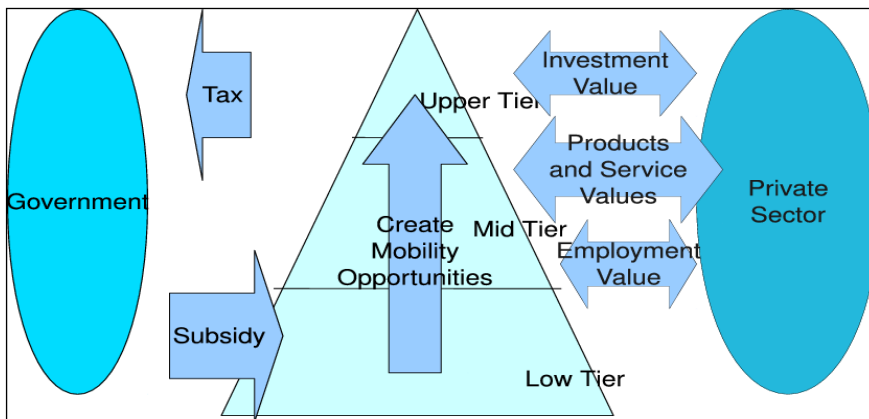 Government
Tax
Subsidy
Upper Tier
Create
Mobility
Opportunities
Mid Tier
Low Tier
Investment
Value
Products
and Service
Values
Employment
Value
Private
Sector